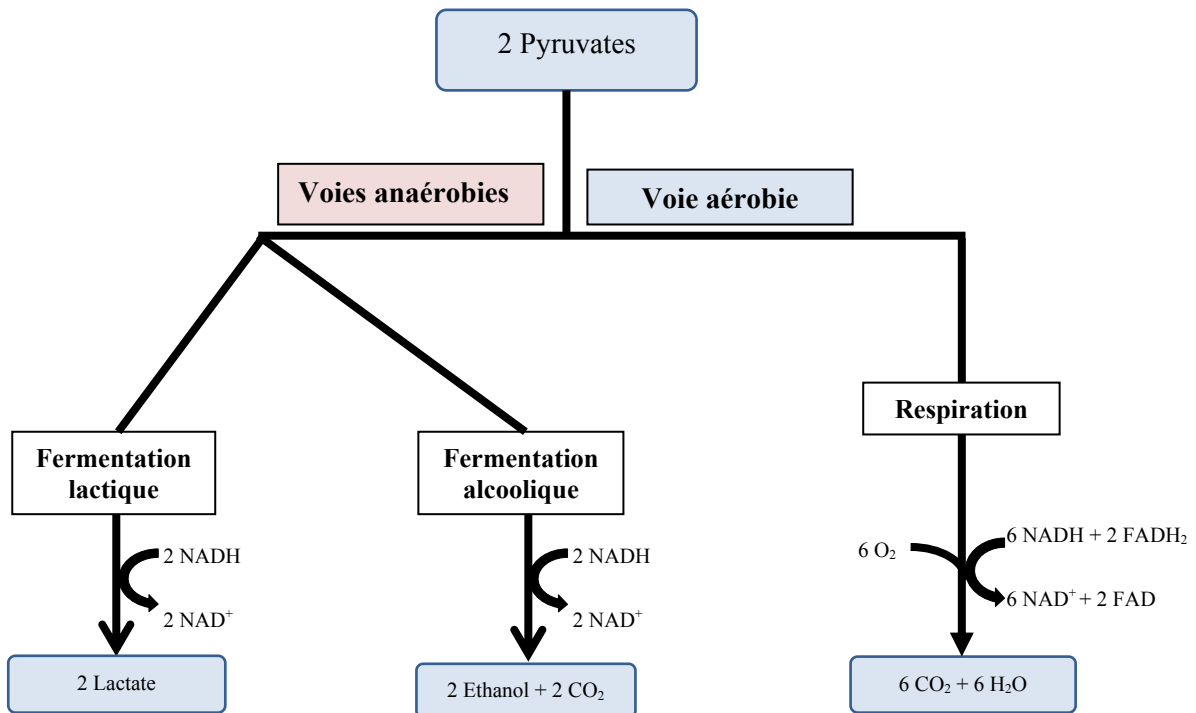 2 Pyruvates
Voies anaérobies
Voie aérobie
Respiration
Fermentation
lactique
Fermentation
alcoolique
2 NADH
2 NAD⁺
2 NADH
2 NAD⁺
6 O₂
6 NADH + 2 FADH₂
6 NAD⁺ + 2 FAD
2 Lactate
2 Ethanol + 2 CO₂
6 CO₂ + 6 H₂O